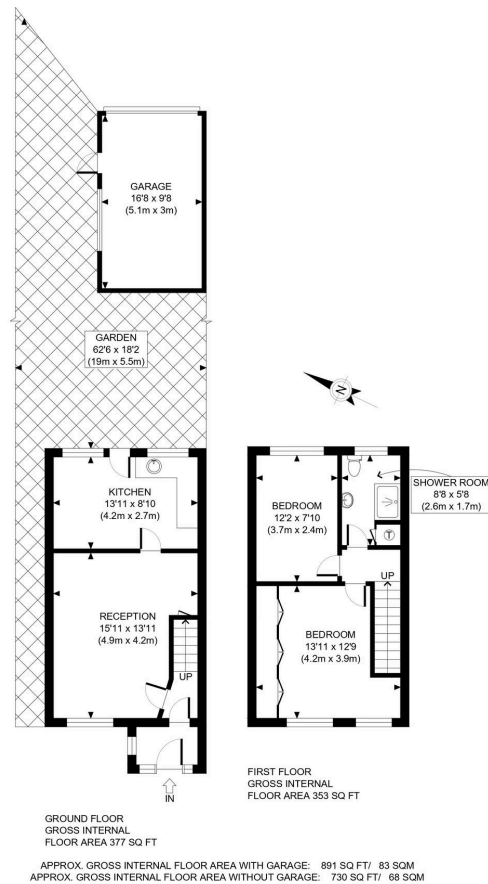 GARAGE
16'8 x 9'8
(5.1m x 3m)
GARDEN
62'6 x 18'2
(19m x 5.5m)
N
KITCHEN
13'11 x 8'10
(4.2m x 2.7m)
RECEPTION
15'11 x 13'11
(4.9m x 4.2m)
UP
IN
BEDROOM
12'2 x 7'10
(3.7m x 2.4m)
SHOWER ROOM
8'8 x 5'8
(2.6m x 1.7m)
T
UP
BEDROOM
13'11 x 12'9
(4.2m x 3.9m)
FIRST FLOOR
GROSS INTERNAL
FLOOR AREA 353 SQ FT
GROUND FLOOR
GROSS INTERNAL
FLOOR AREA 377 SQ FT
APPROX. GROSS INTERNAL FLOOR AREA WITH GARAGE: 891 SQ FT/ 83 SQM
APPROX. GROSS INTERNAL FLOOR AREA WITHOUT GARAGE: 730 SQ FT/ 68 SQM